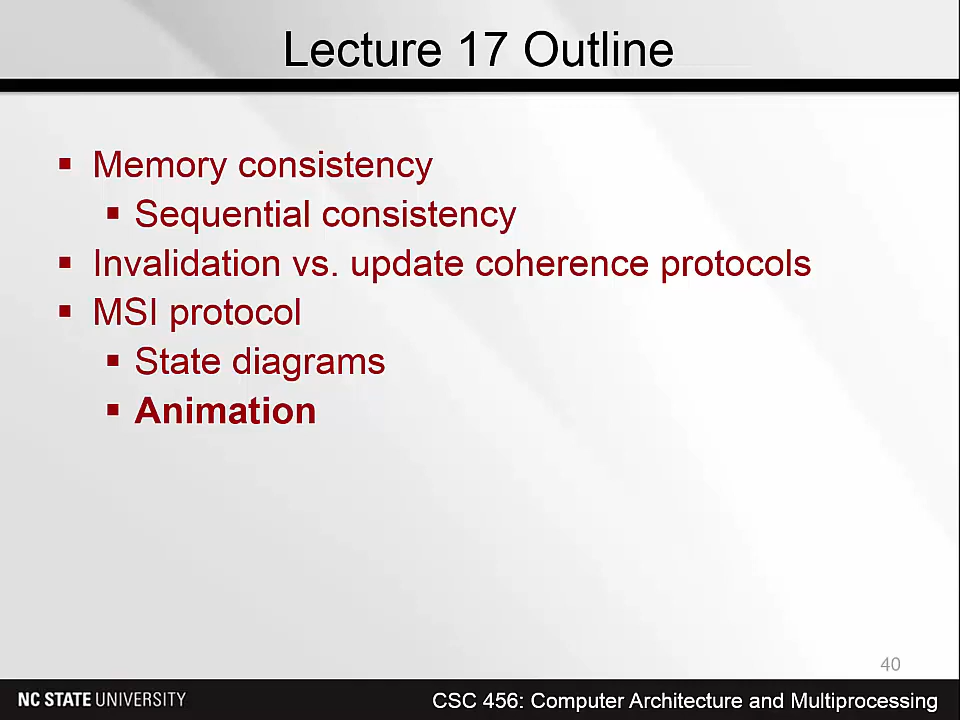 Lecture 17 Outline
▪ Memory consistency
▪ Sequential consistency
▪ Invalidation vs. update coherence protocols
▪ MSI protocol
▪ State diagrams
▪ Animation
40
NC STATE UNIVERSITY
CSC 456: Computer Architecture and Multiprocessing